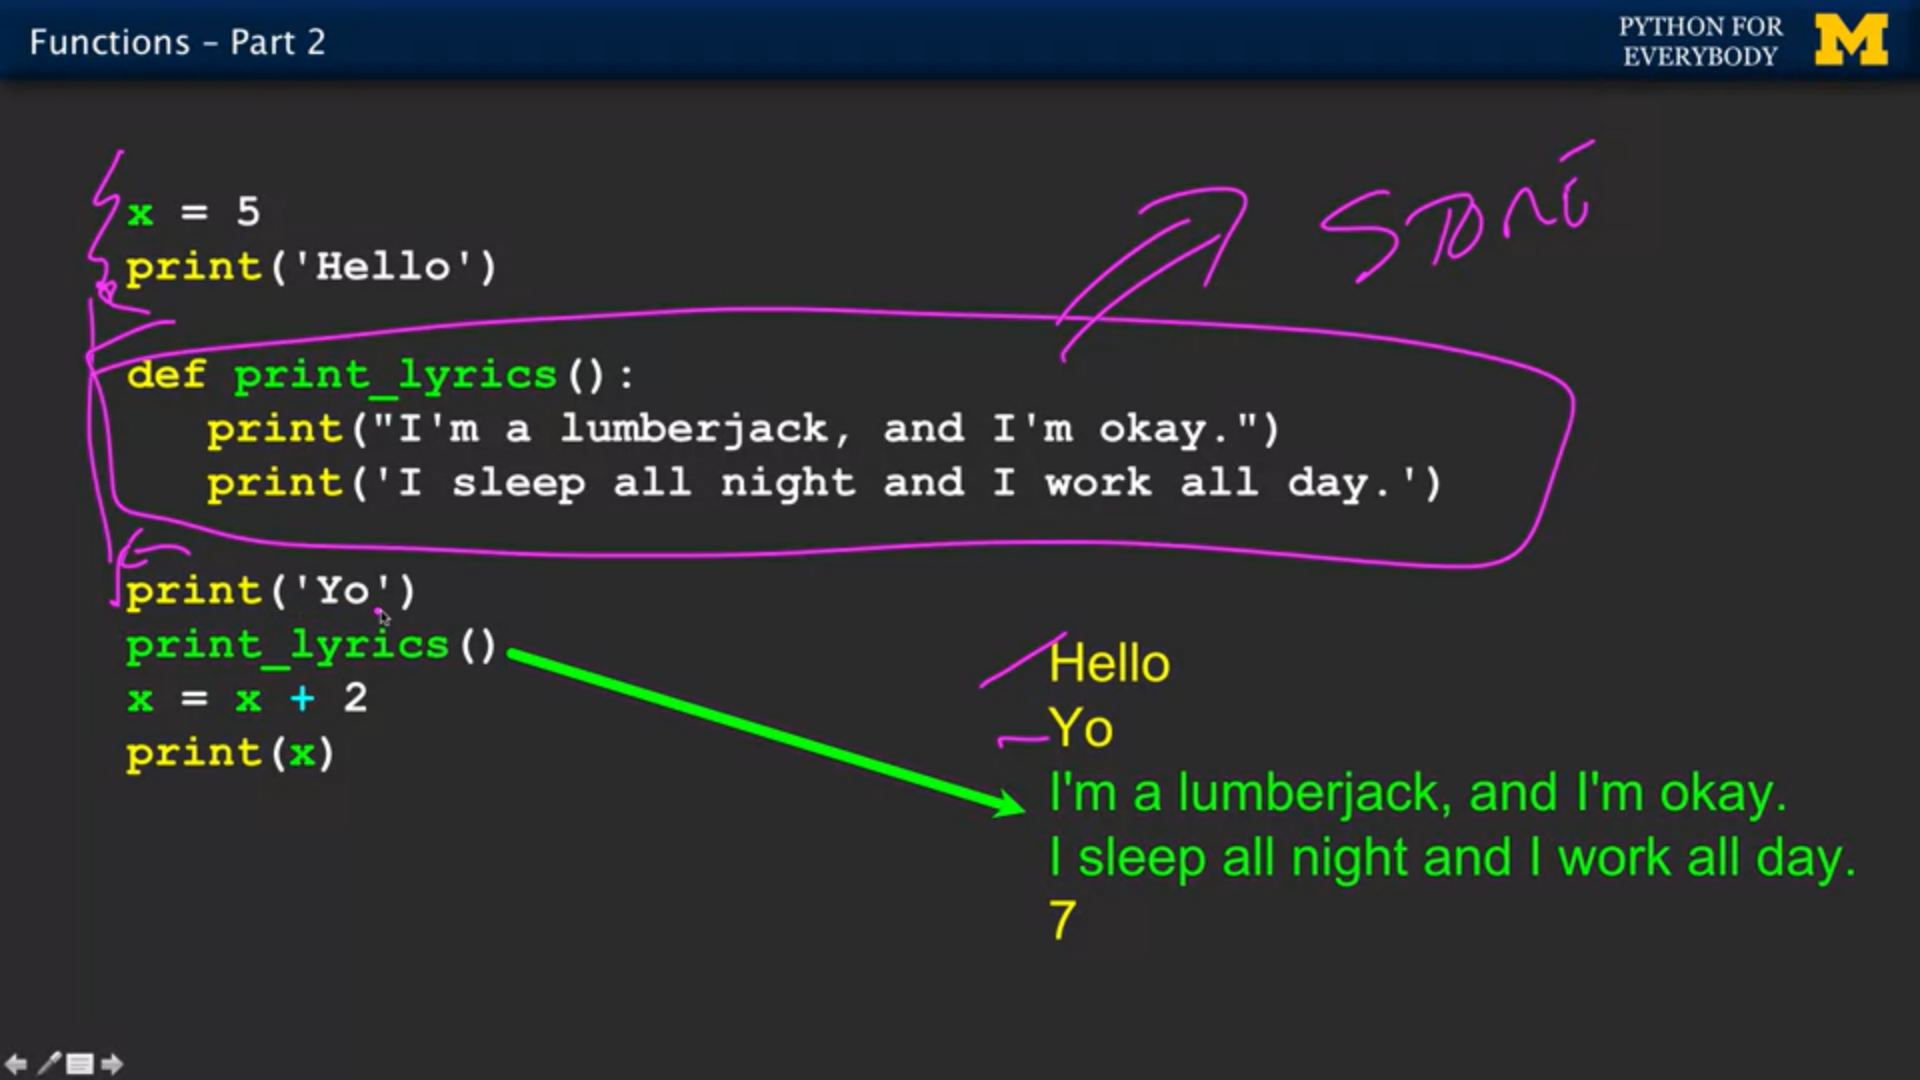 Functions – Part 2
PYTHON FOR
EVERYBODY
M
STORE
x = 5
print('Hello')
def print_lyrics():
   print("I'm a lumberjack, and I'm okay.")
   print('I sleep all night and I work all day.')
print('Yo')
print_lyrics()
x = x + 2
print(x)
Hello
Yo
I'm a lumberjack, and I'm okay.
I sleep all night and I work all day.
7